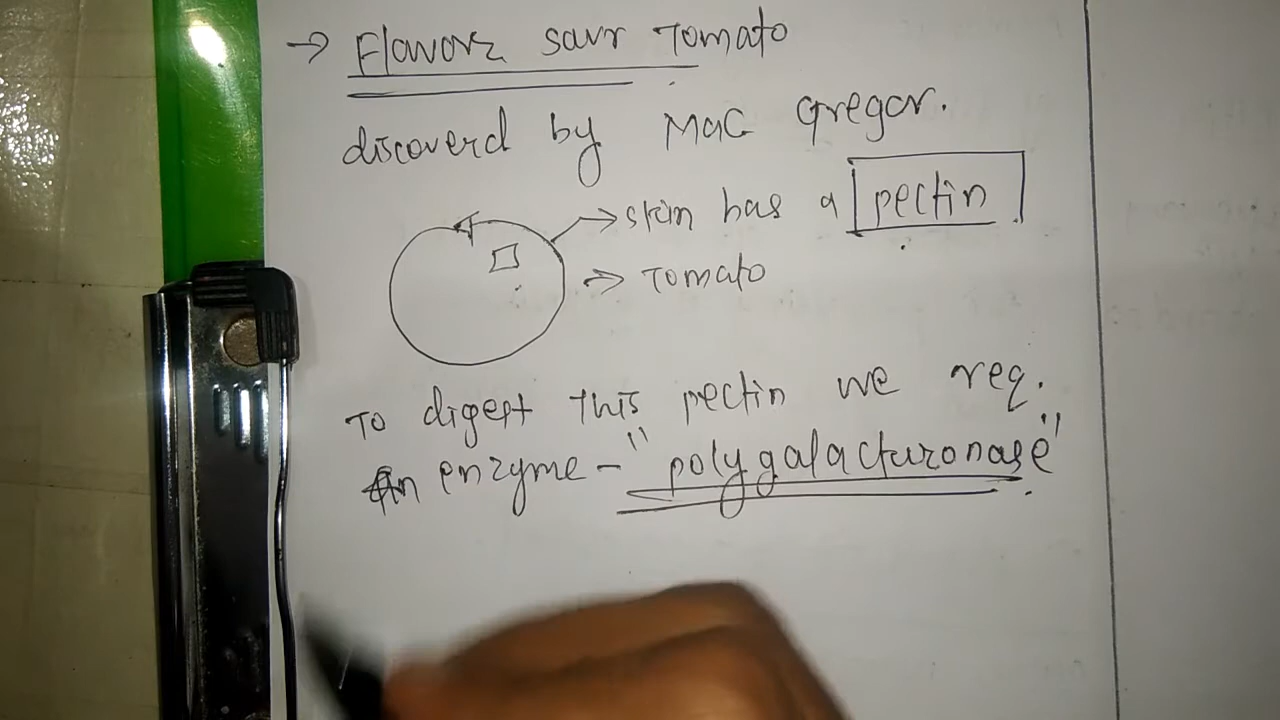 → Flavorr savr Tomato
discoverd by Mac Gregor.
→ skin has a pectin
→ Tomato
To digest this pectin we req.
An enzyme - "polygalacturonase"